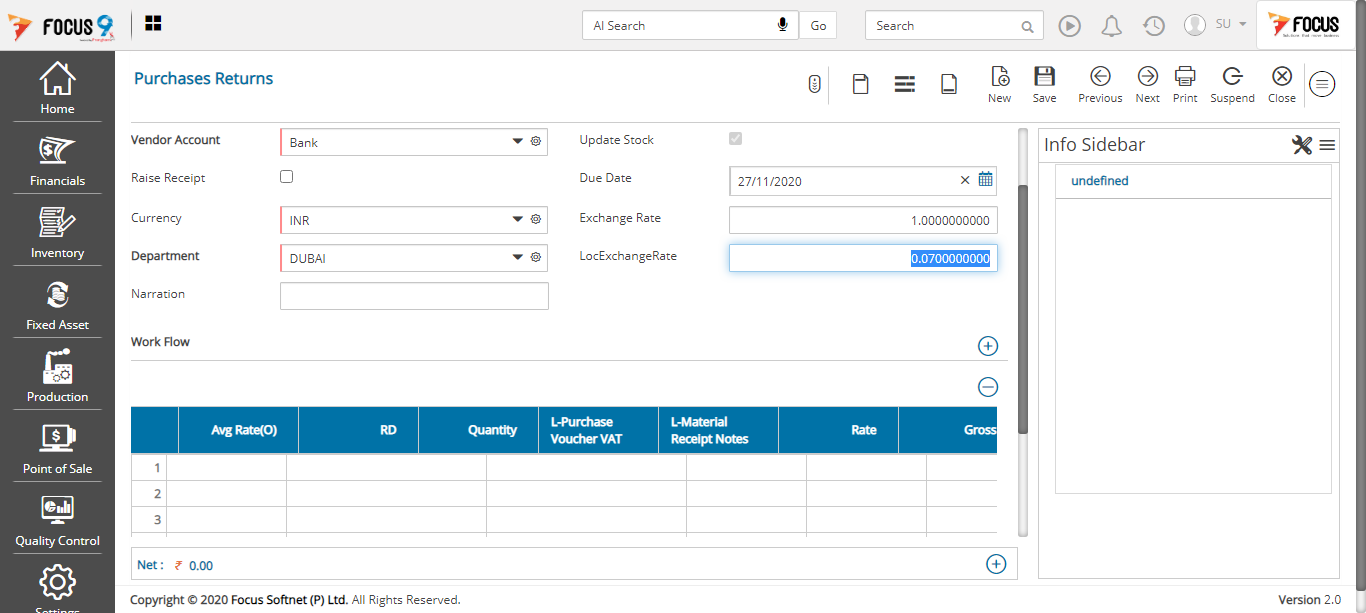 FOCUS 9
AI Search
Go
Search
SU
FOCUS
Home
Financials
Inventory
Fixed Asset
Production
Point of Sale
Quality Control
Settings
Purchases Returns
New
Save
Previous
Next
Print
Suspend
Close
Vendor Account
Bank
Update Stock
Raise Receipt
Due Date
27/11/2020
Currency
INR
Exchange Rate
1.0000000000
Department
DUBAI
LocExchangeRate
0.0700000000
Narration
Work Flow
Avg Rate(O)
RD
Quantity
L-Purchase
Voucher VAT
L-Material
Receipt Notes
Rate
Gross
1
2
3
Net : ₹ 0.00
Info Sidebar
undefined
Copyright © 2020 Focus Softnet (P) Ltd. All Rights Reserved.
Version 2.0